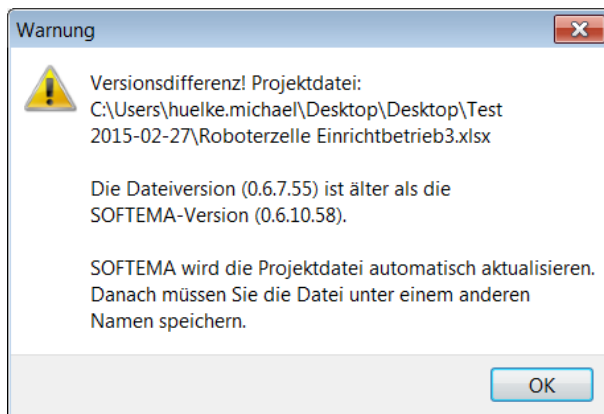 Warnung
Versionsdifferenz! Projektdatei:
C:\Users\huelke.michael\Desktop\Desktop\Test
2015-02-27\Roboterzelle Einrichtbetrieb3.xlsx
Die Dateiversion (0.6.7.55) ist älter als die
SOFTEMA-Version (0.6.10.58).
SOFTEMA wird die Projektdatei automatisch aktualisieren.
Danach müssen Sie die Datei unter einem anderen
Namen speichern.
OK